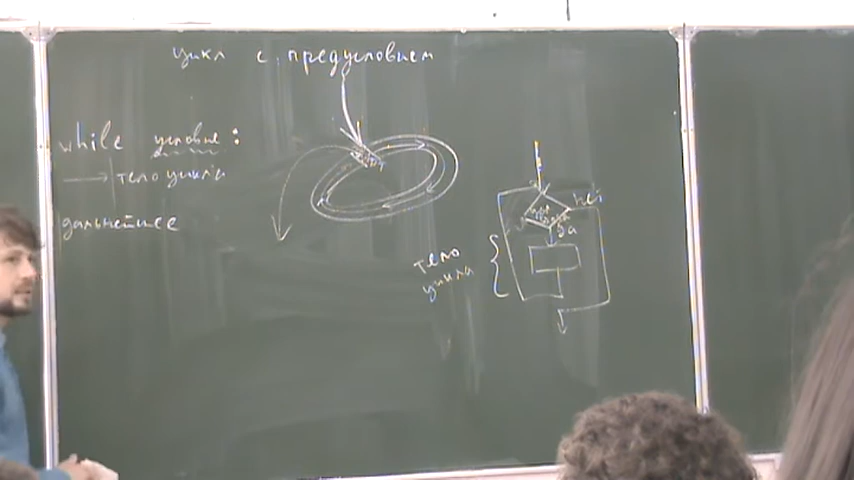 цикл с предусловием
while условие:
тело цикла
дальнейшее
нет
да
тело
цикла